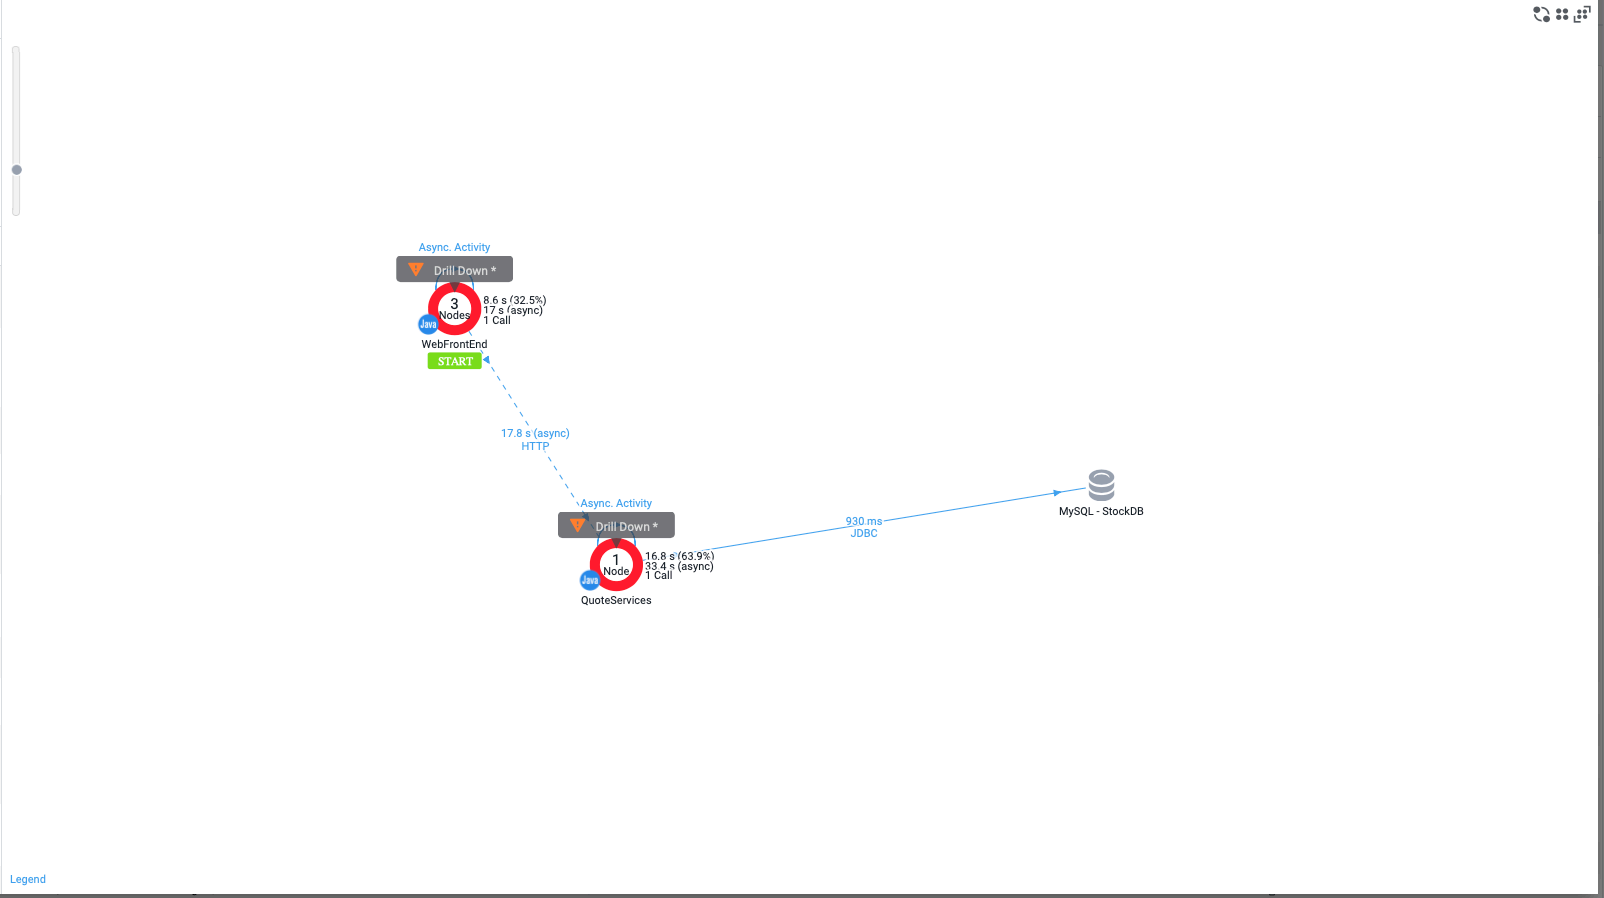 Async. Activity
Drill Down *
3
Nodes
8.6 s (32.5%)
17 s (async)
1 Call
Java
WebFrontEnd
START
17.8 s (async)
HTTP
Async. Activity
Drill Down *
1
Node
16.8 s (63.9%)
33.4 s (async)
1 Call
Java
QuoteServices
930 ms
JDBC
MySQL - StockDB
Legend